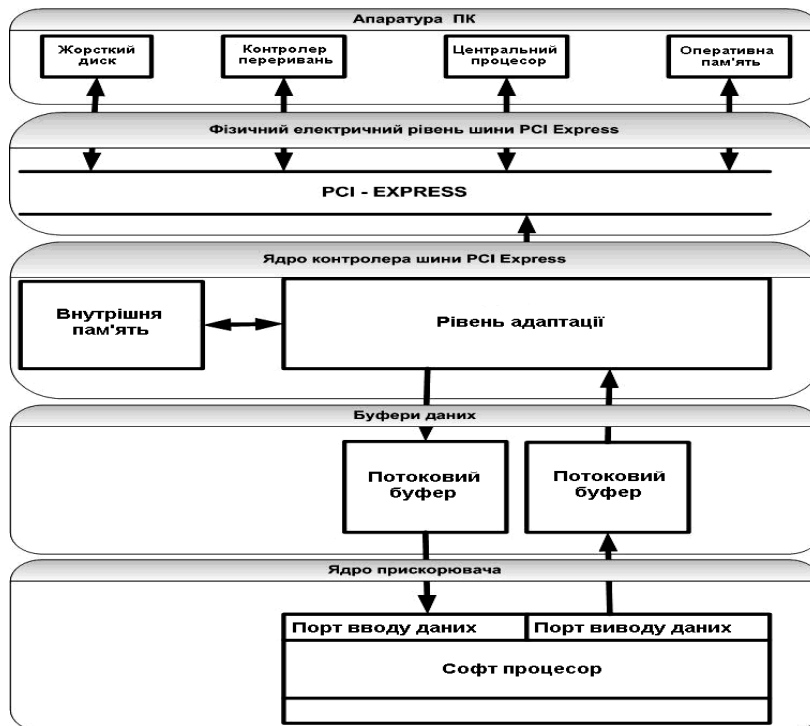 Апаратура ПК
Жорсткий
диск
Контролер
переривань
Центральний
процесор
Оперативна
пам'ять
Фізичний електричний рівень шини PCI Express
PCI - EXPRESS
Ядро контролера шини PCI Express
Внутрішня
пам'ять
Рівень адаптації
Буфери даних
Потоковий
буфер
Потоковий
буфер
Ядро прискорювача
Порт вводу даних
Порт виводу даних
Софт процесор